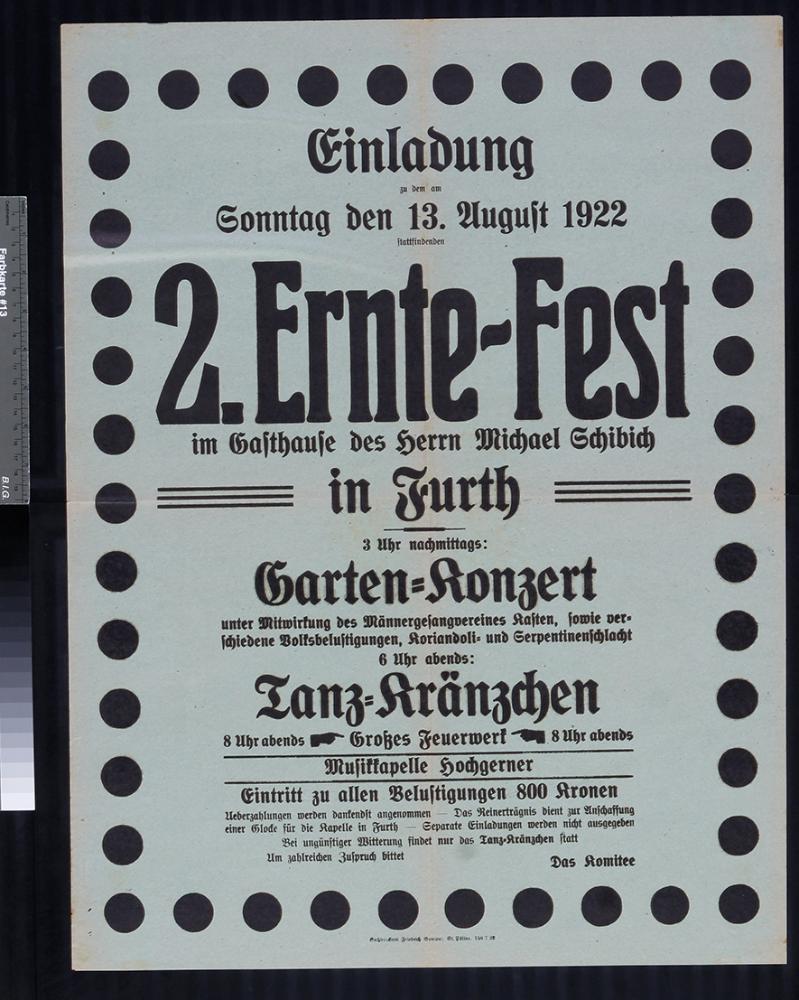 Einladung
zu dem am
Sonntag den 13. August 1922
stattfindenden
2. Ernte-Fest
im Gasthause des Herrn Michael Schibich
in Furth
3 Uhr nachmittags:
Garten-Konzert
unter Mitwirkung des Männergesangvereines Kasten, sowie ver-
schiedene Volksbelustigungen, Koriandoli- und Serpentinenschlacht
6 Uhr abends:
Tanz-Kränzchen
8 Uhr abends Großes Feuerwerk 8 Uhr abends
Musikkapelle Hochgerner
Eintritt zu allen Belustigungen 800 Kronen
Ueberzahlungen werden dankendst angenommen — Das Reinerträgnis dient zur Anschaffung
einer Glocke für die Kapelle in Furth — Separate Einladungen werden nicht ausgegeben
Bei ungünstiger Witterung findet nur das Tanz-Kränzchen statt
Um zahlreichen Zuspruch bittet
Das Komitee
Buchdruckerei Friedrich St. Pölten.
Farbkarte #13
B.I.G.